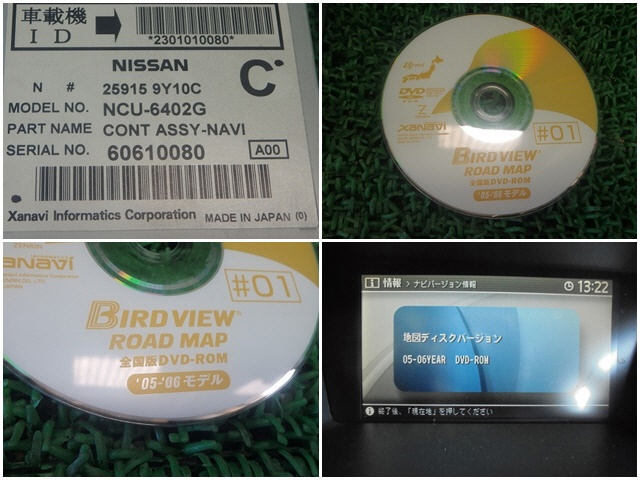 車載機
ID
*2301010080*
NISSAN
N # 25915 9Y10C C
MODEL NO. NCU-6402G
PART NAME CONT ASSY-NAVI
SERIAL NO. 60610080 A00
Xanavi Informatics Corporation MADE IN JAPAN (0)
DVD
XANAVI #01
BIRDVIEW®
ROAD MAP
全国版DVD-ROM
'05-'06モデル
XANAVI
#01
BIRDVIEW®
ROAD MAP
全国版DVD-ROM
'05-'06モデル
情報 > ナビバージョン情報 13:22
地図ディスクバージョン
05-06YEAR DVD-ROM
終了後、「現在地」を押してください